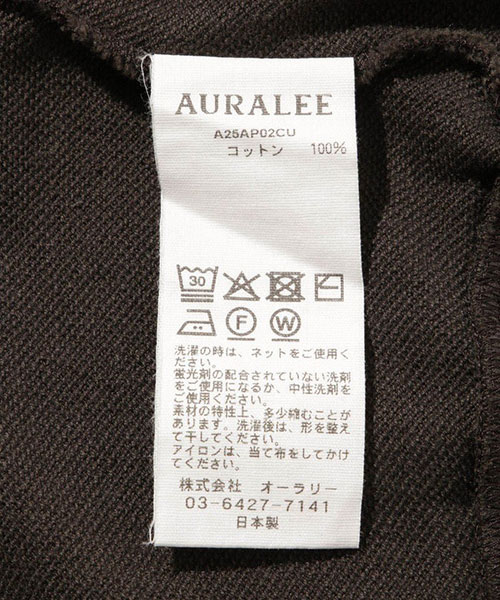 AURALEE
A25AP02CU
コットン 100%
30
F W
洗濯の時は、ネットをご使用く
ださい。
蛍光剤の配合されていない洗剤
をご使用になるか、中性洗剤を
ご使用ください。
素材の特性上、多少縮むことが
あります。洗濯後は、形を整え
て干してください。
アイロンは、当て布をしてかけ
てください。
株式会社 オーラリー
03-6427-7141
日本製